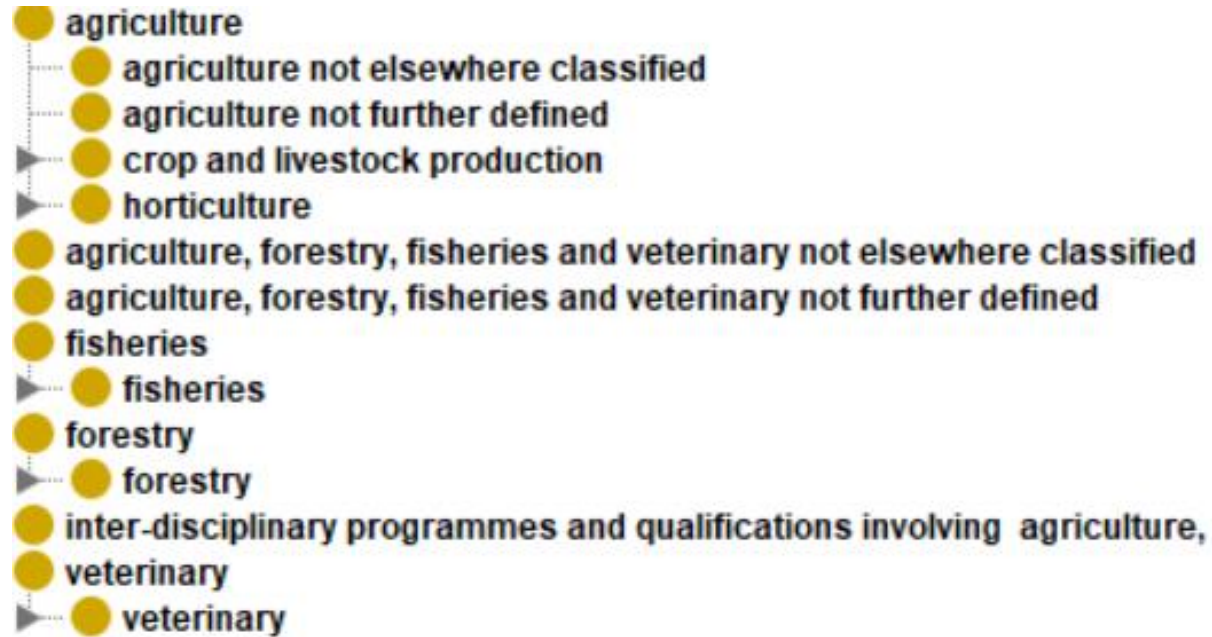 agriculture
agriculture not elsewhere classified
agriculture not further defined
crop and livestock production
horticulture
agriculture, forestry, fisheries and veterinary not elsewhere classified
agriculture, forestry, fisheries and veterinary not further defined
fisheries
fisheries
forestry
forestry
inter-disciplinary programmes and qualifications involving  agriculture,
veterinary
veterinary